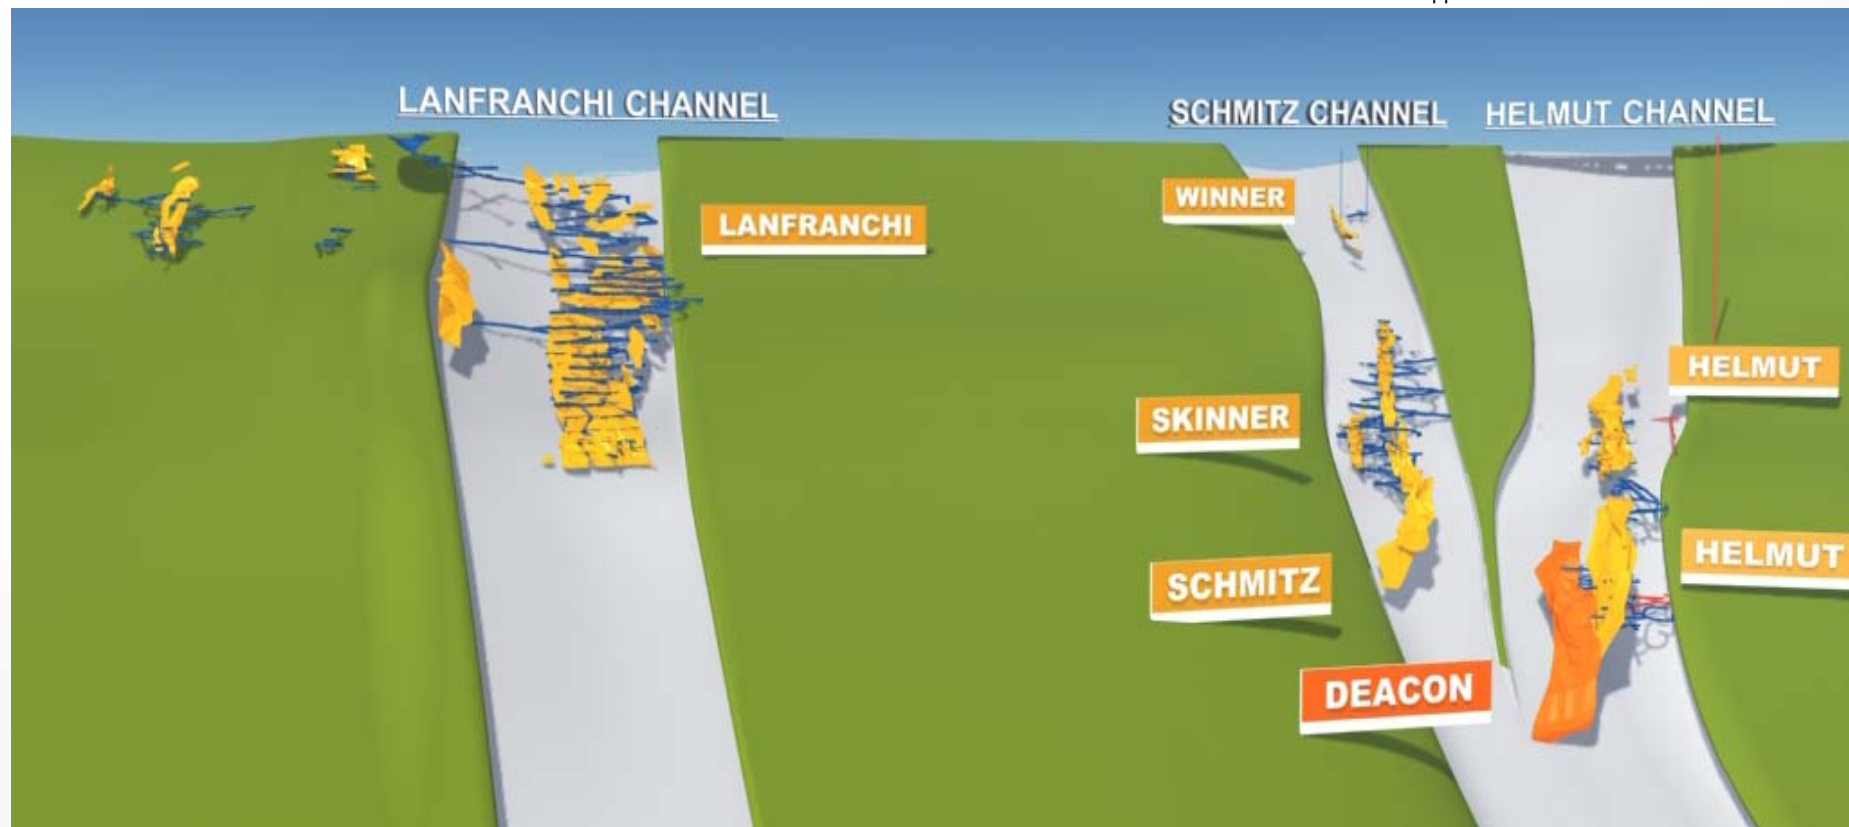 LANFRANCHI CHANNEL
SCHMITZ CHANNEL
HELMUT CHANNEL
WINNER
LANFRANCHI
HELMUT
SKINNER
HELMUT
SCHMITZ
DEACON